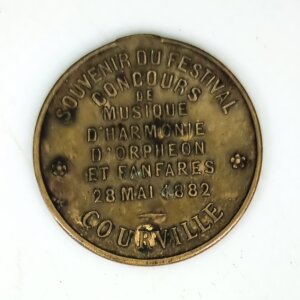 SOUVENIR DU FESTIVAL
CONCOURS
DE
MUSIQUE
D'HARMONIE
D'ORPHEON
ET FANFARES
28 MAI 1882
COURVILLE